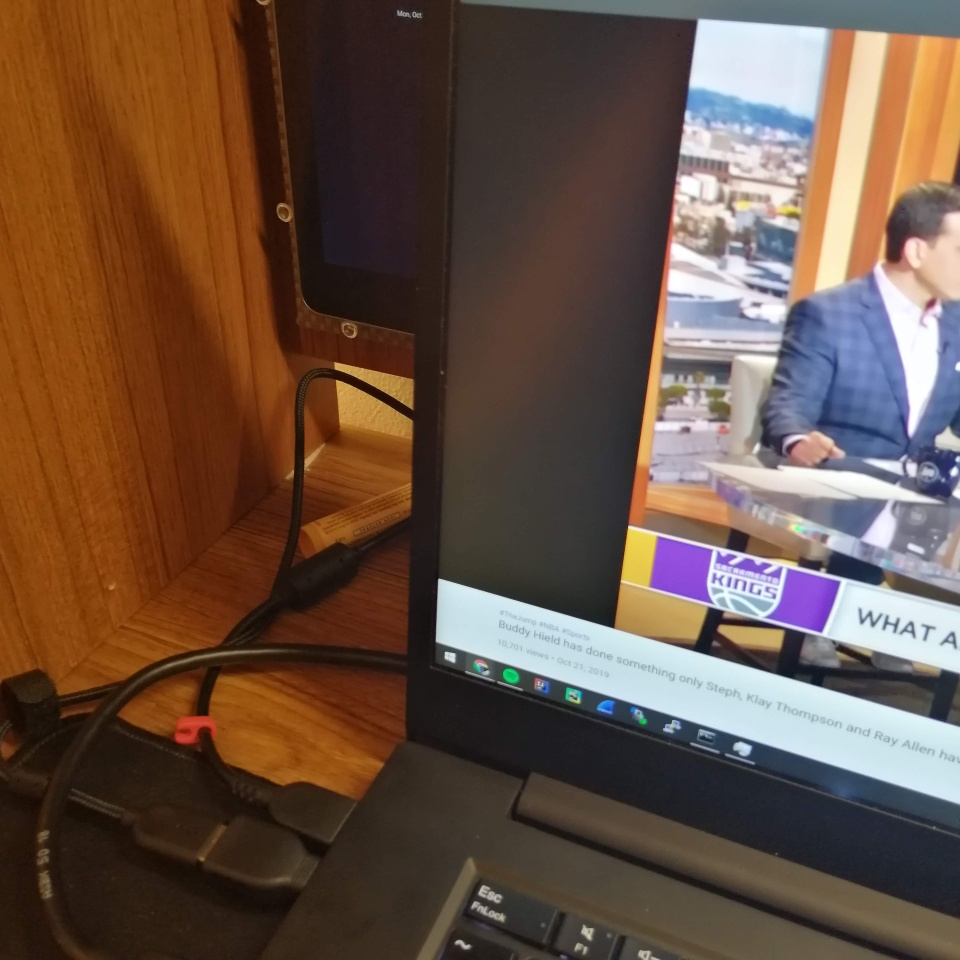 Mon, Oct
SACRAMENTO
KINGS
WHAT A
#TheJump #NBA #Sports
Buddy Hield has done something only Steph, Klay Thompson and Ray Allen hav
10,701 views • Oct 21, 2019
Esc
FnLock
F1
~